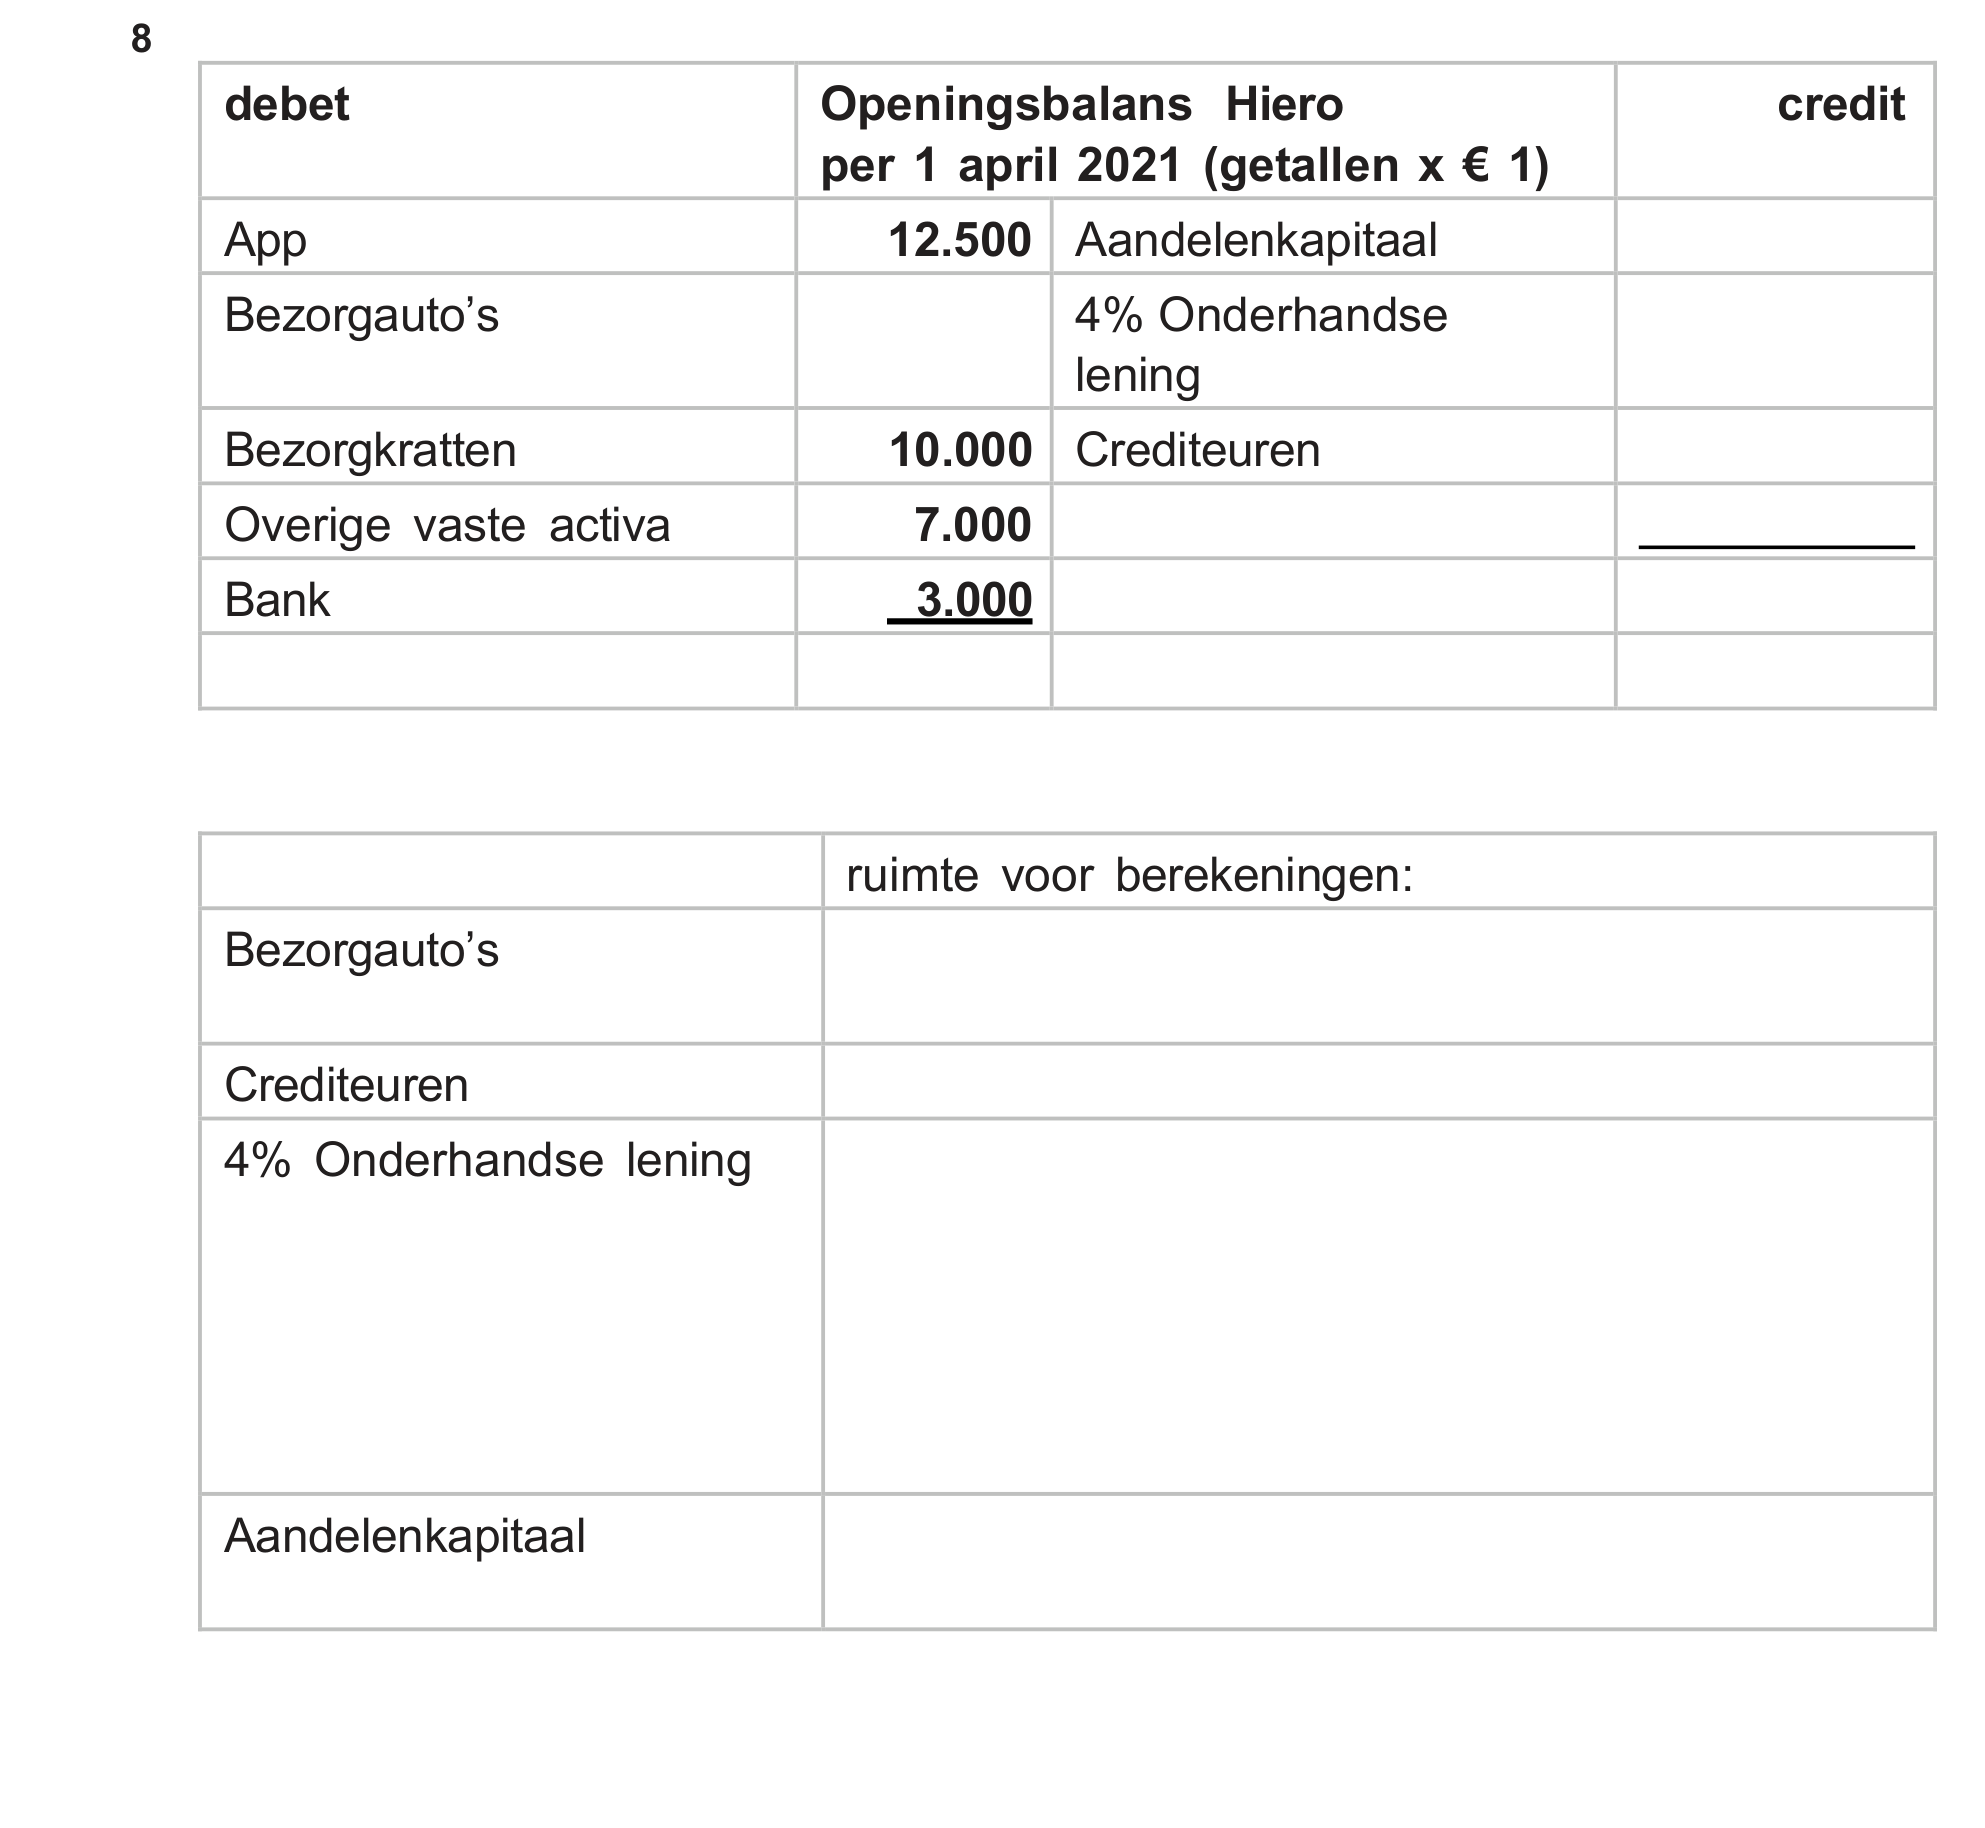 8
debet Openingsbalans Hiero credit
per 1 april 2021 (getallen x € 1)
App 12.500 Aandelenkapitaal
Bezorgauto’s 4% Onderhandse
lening
Bezorgkratten 10.000 Crediteuren
Overige vaste activa 7.000
Bank 3.000
ruimte voor berekeningen:
Bezorgauto’s
Crediteuren
4% Onderhandse lening
Aandelenkapitaal